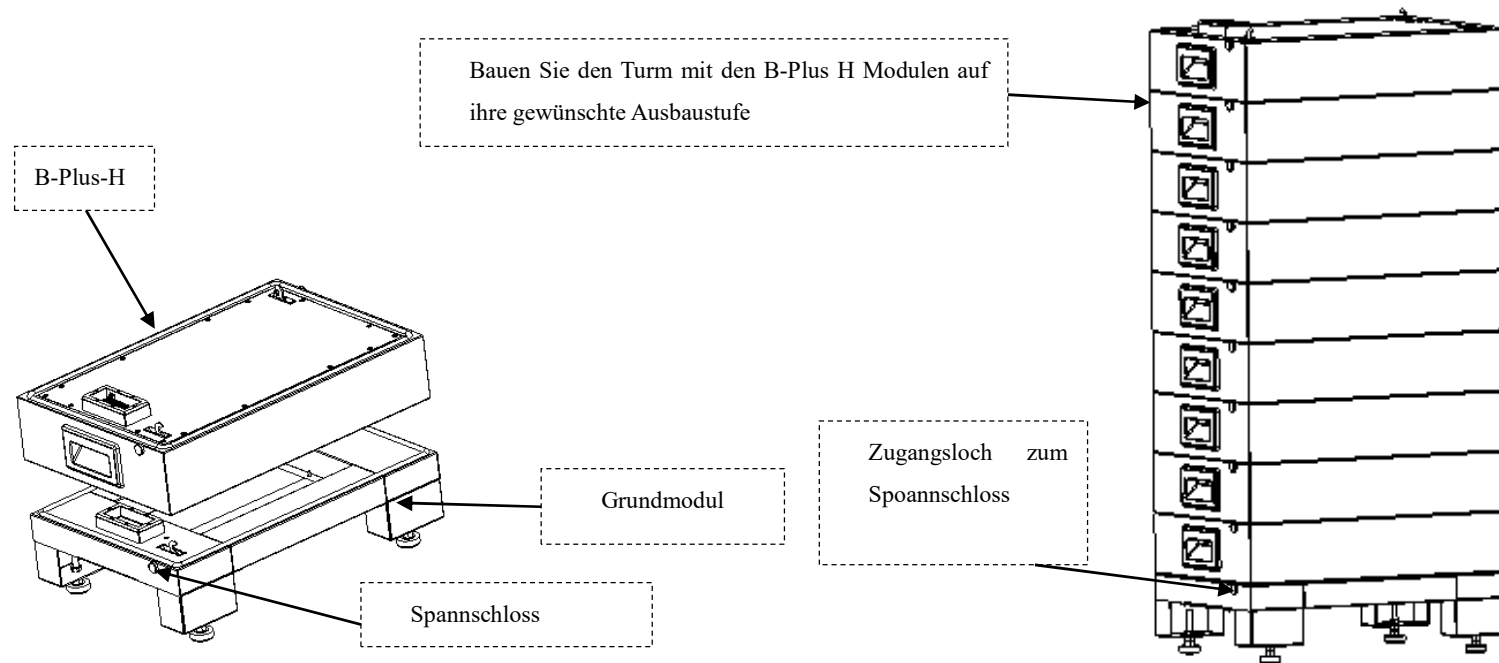 Bauen Sie den Turm mit den B-Plus H Modulen auf
ihre gewünschte Ausbaustufe
B-Plus-H
Zugangsloch zum
Spoannschloss
Grundmodul
Spannschloss